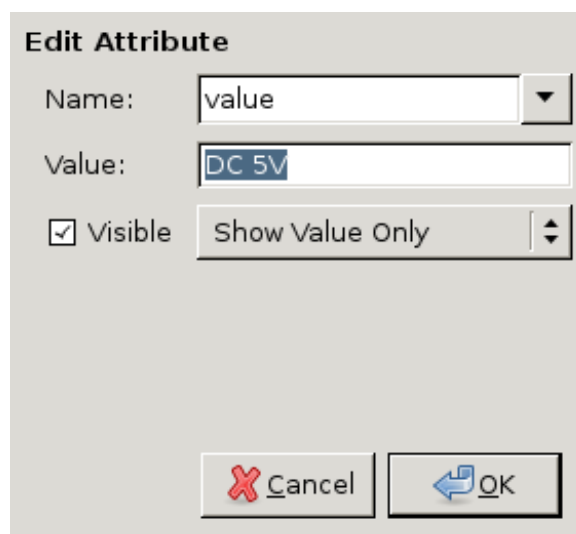 Edit Attribute
Name: value
Value: DC 5V
Visible Show Value Only
Cancel OK